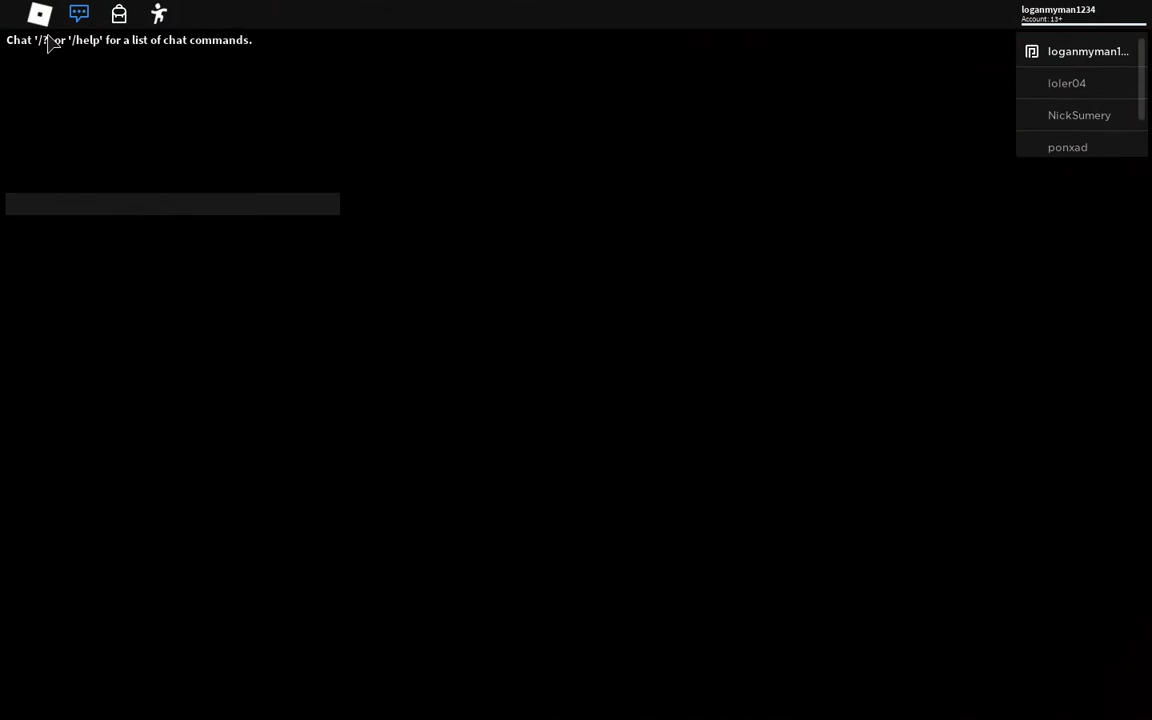 loganmyman1234
Account: 13+
Chat '/?' or '/help' for a list of chat commands.
loganmyman1...
loler04
NickSumery
ponxad